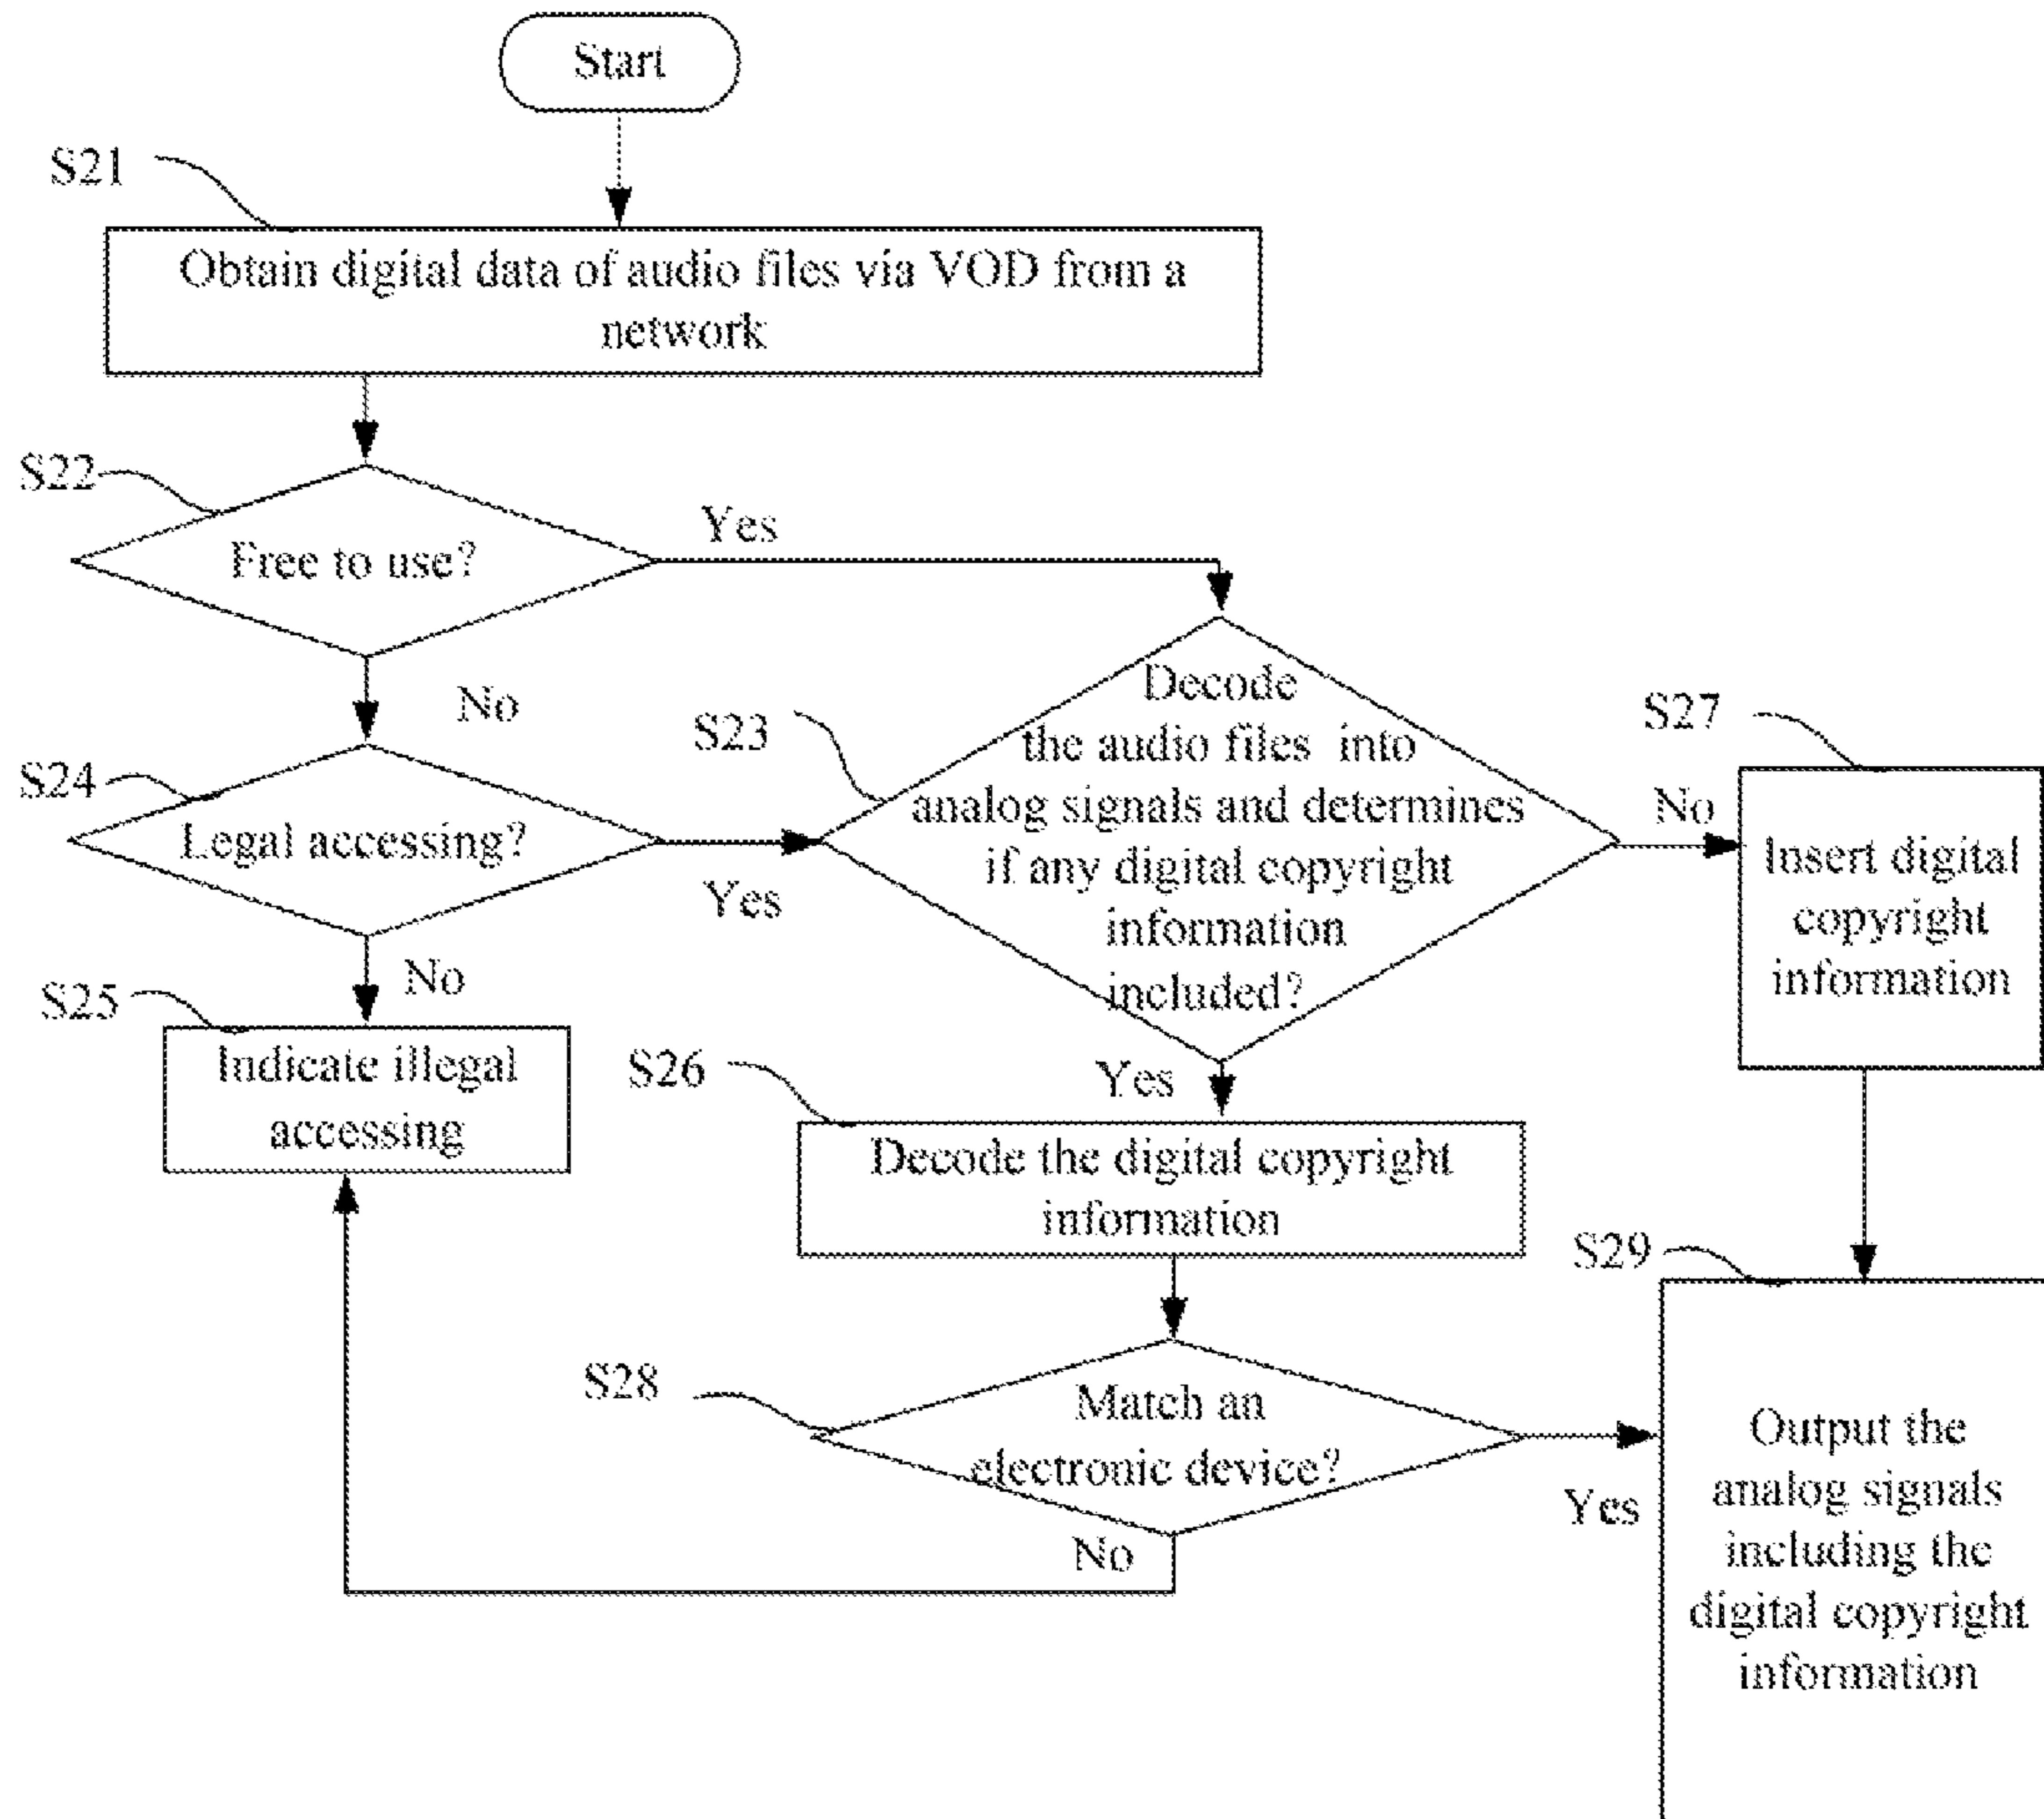 Start
S21
Obtain digital data of audio files via VOD from a
network
S22
Free to use?
Yes
No
S24
Legal accessing?
Yes
No
S23
Decode
the audio files into
analog signals and determines
if any digital copyright
information
included?
No
Yes
S27
Insert digital
copyright
information
S25
Indicate illegal
accessing
S26
Decode the digital copyright
information
S28
Match an
electronic device?
Yes
No
S29
Output the
analog signals
including the
digital copyright
information